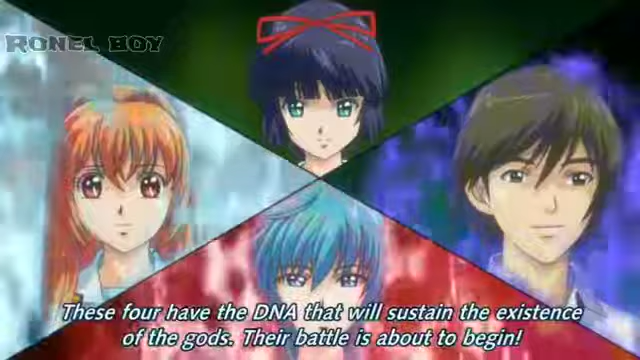 RONEL BOY
These four have the DNA that will sustain the existence
of the gods. Their battle is about to begin!